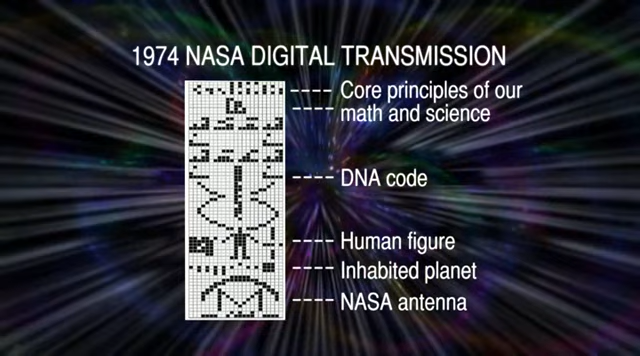 1974 NASA DIGITAL TRANSMISSION
Core principles of our
math and science
DNA code
Human figure
Inhabited planet
NASA antenna